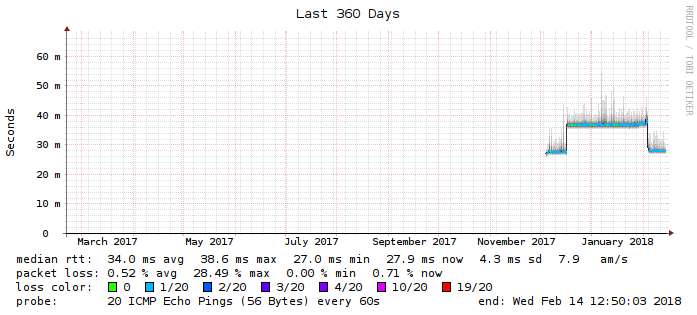 Last 360 Days
RRDTOOL / TOBI OETIKER
Seconds
60 m
50 m
40 m
30 m
20 m
10 m
0
March 2017 May 2017 July 2017 September 2017 November 2017 January 2018
median rtt: 34.0 ms avg 38.6 ms max 27.0 ms min 27.9 ms now 4.3 ms sd 7.9 am/s
packet loss: 0.52 % avg 28.49 % max 0.00 % min 0.71 % now
loss color: 0 1/20 2/20 3/20 4/20 10/20 19/20
probe: 20 ICMP Echo Pings (56 Bytes) every 60s end: Wed Feb 14 12:50:03 2018